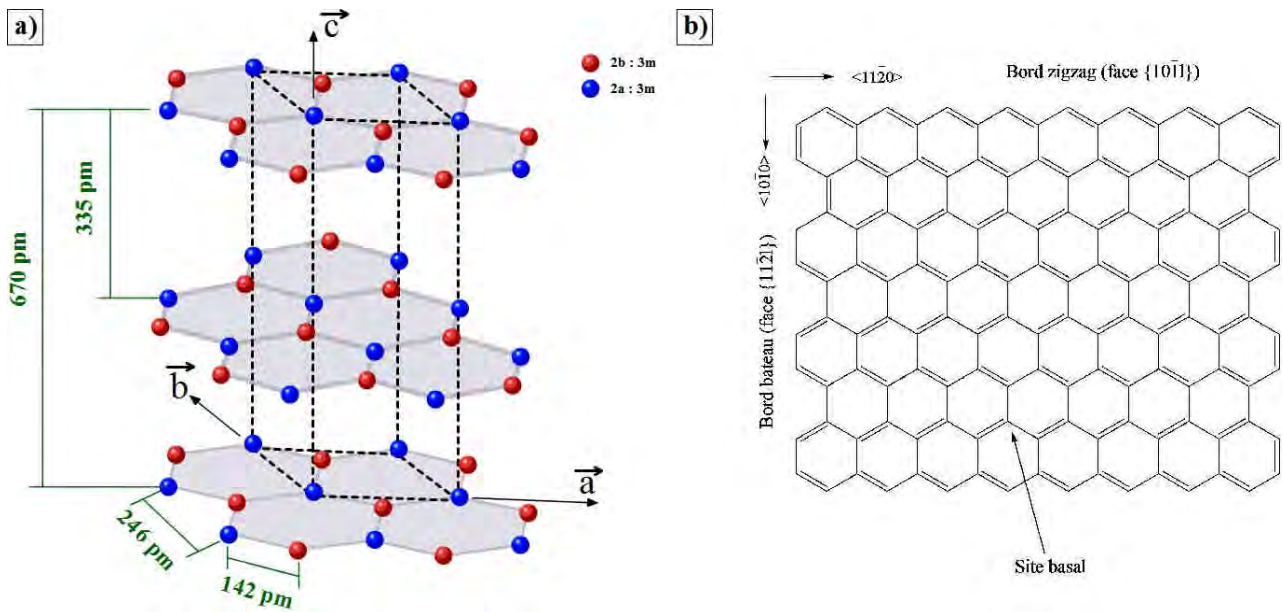 a)
c
2b : 3m
2a : 3m
670 pm
335 pm
b
a
246 pm
142 pm
b)
<112̄0>
Bord zigzag (face {101̄1})
<101̄0>
Bord bateau (face {112̄1})
Site basal